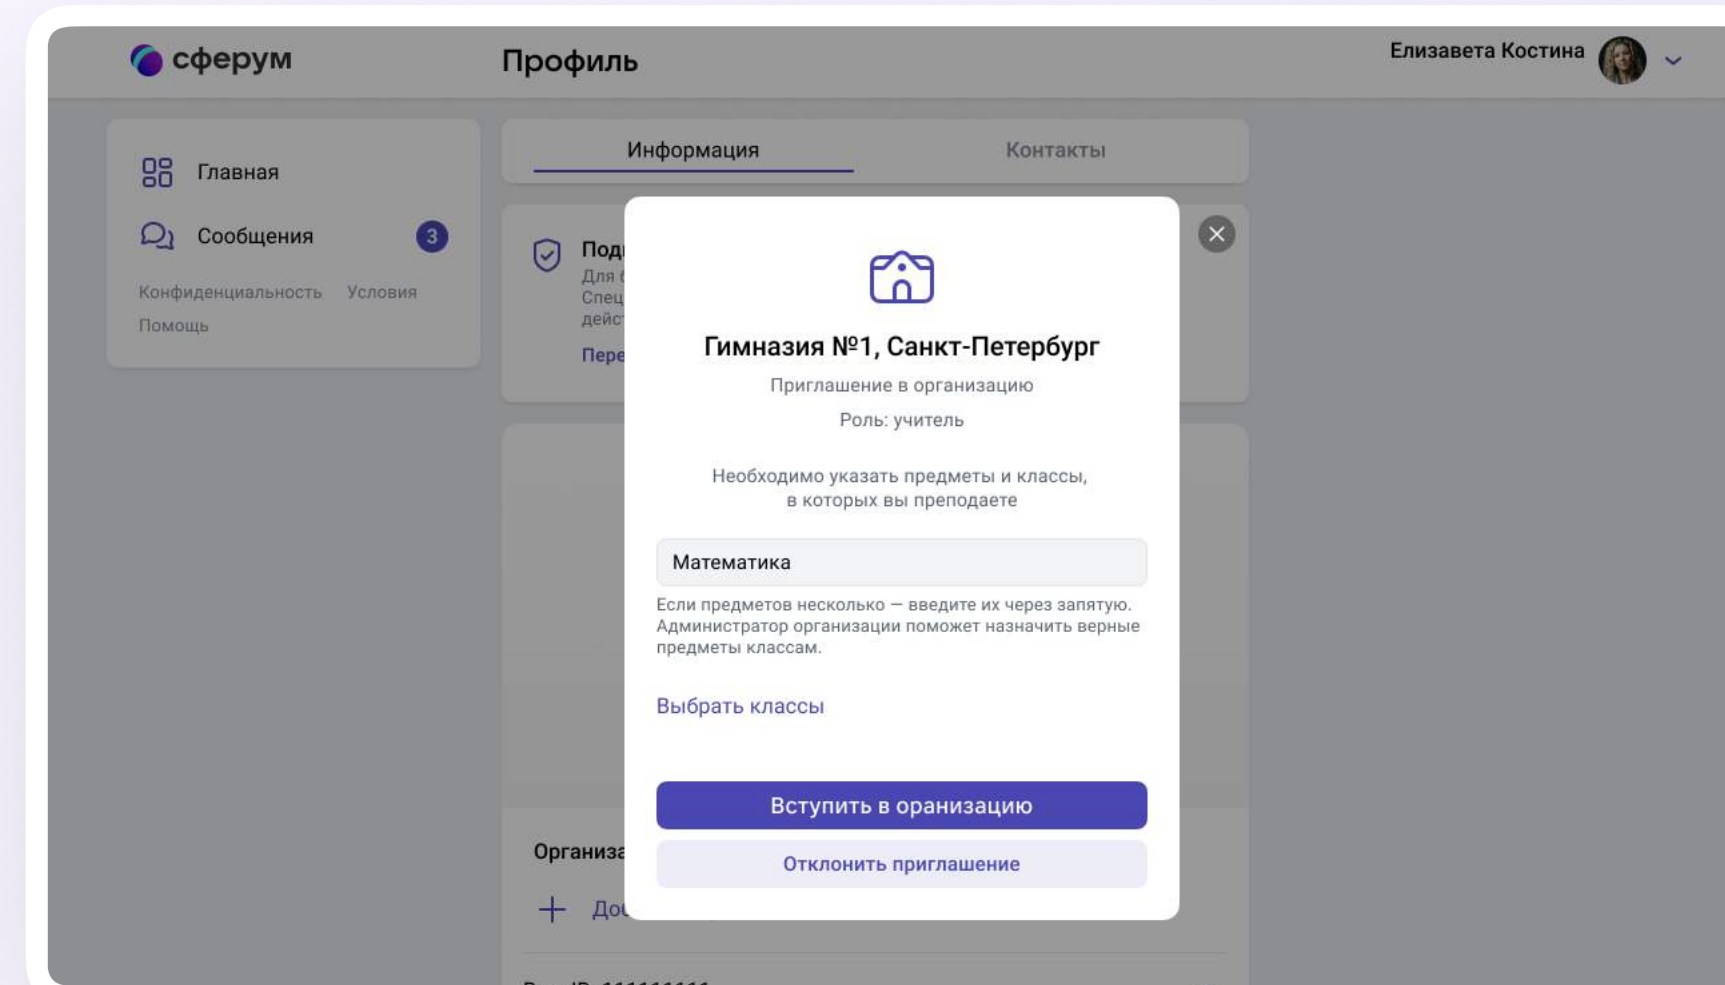 сферум
Профиль
Елизавета Костина
Главная
Сообщения
3
Конфиденциальность Условия
Помощь
Информация
Контакты
Для
Гимназия №1, Санкт-Петербург
Приглашение в организацию
Роль: учитель
Необходимо указать предметы и классы,
в которых вы преподаете
Математика
Если предметов несколько — введите их через запятую.
Администратор организации поможет назначить верные
предметы классам.
Выбрать классы
Вступить в оранизацию
Отклонить приглашение